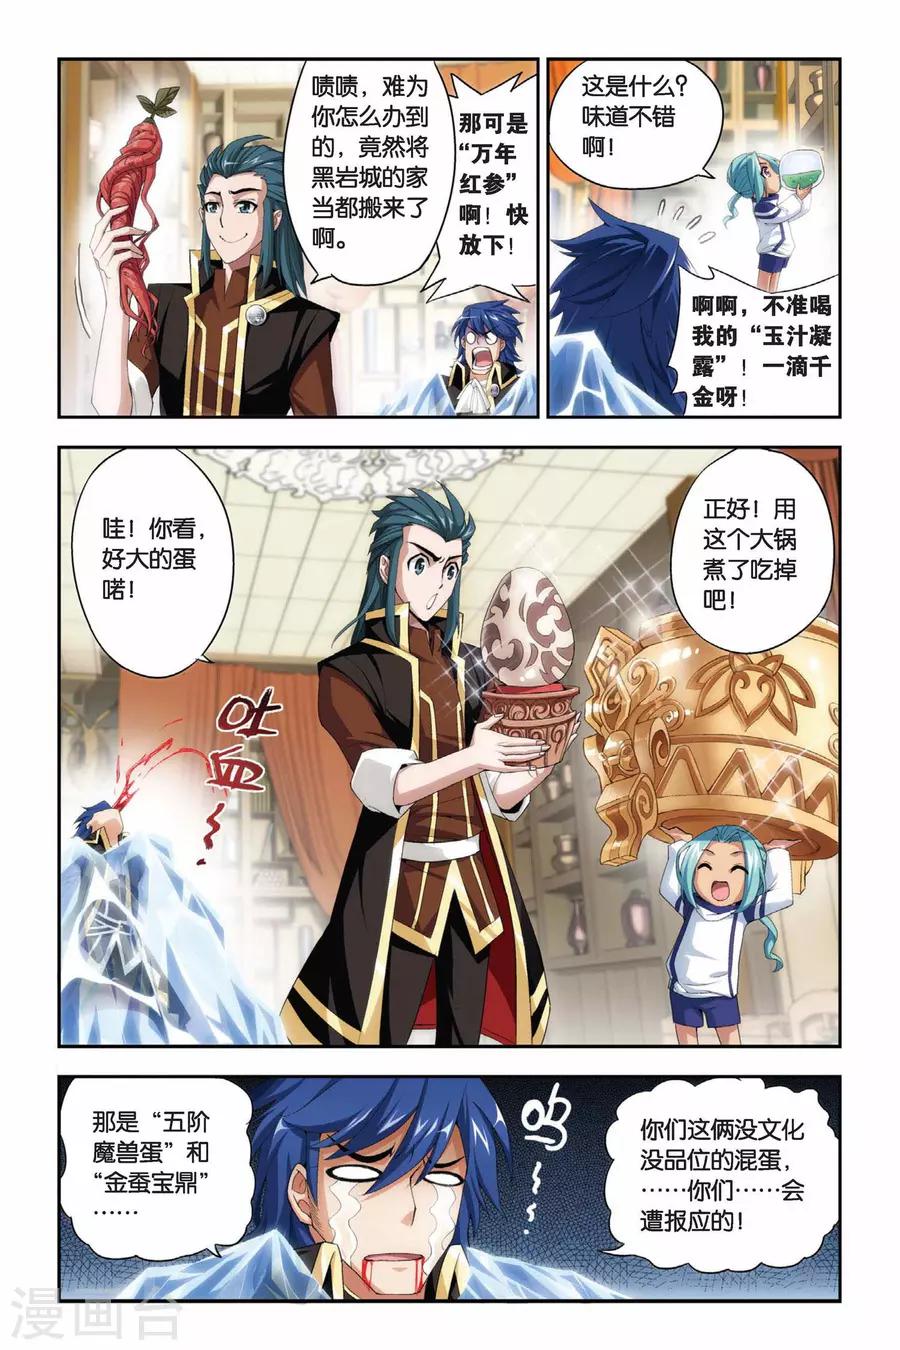 啧啧，难为
你怎么办到
的，竟然将
黑岩城的家
当都搬来了
啊。
那可是
“万年
红参”
啊！快
放下！
这是什么？
味道不错
啊！
啊啊，不准喝
我的“玉汁凝
露”！一滴千
金呀！
哇！你看，
好大的蛋
喏！
正好！用
这个大锅
煮了吃掉
吧！
吐血~
那是“五阶
魔兽蛋”和
“金蚕宝鼎”
……
呜~
你们这俩没文化
没品位的混蛋，
……你们……会
遭报应的！
漫画台